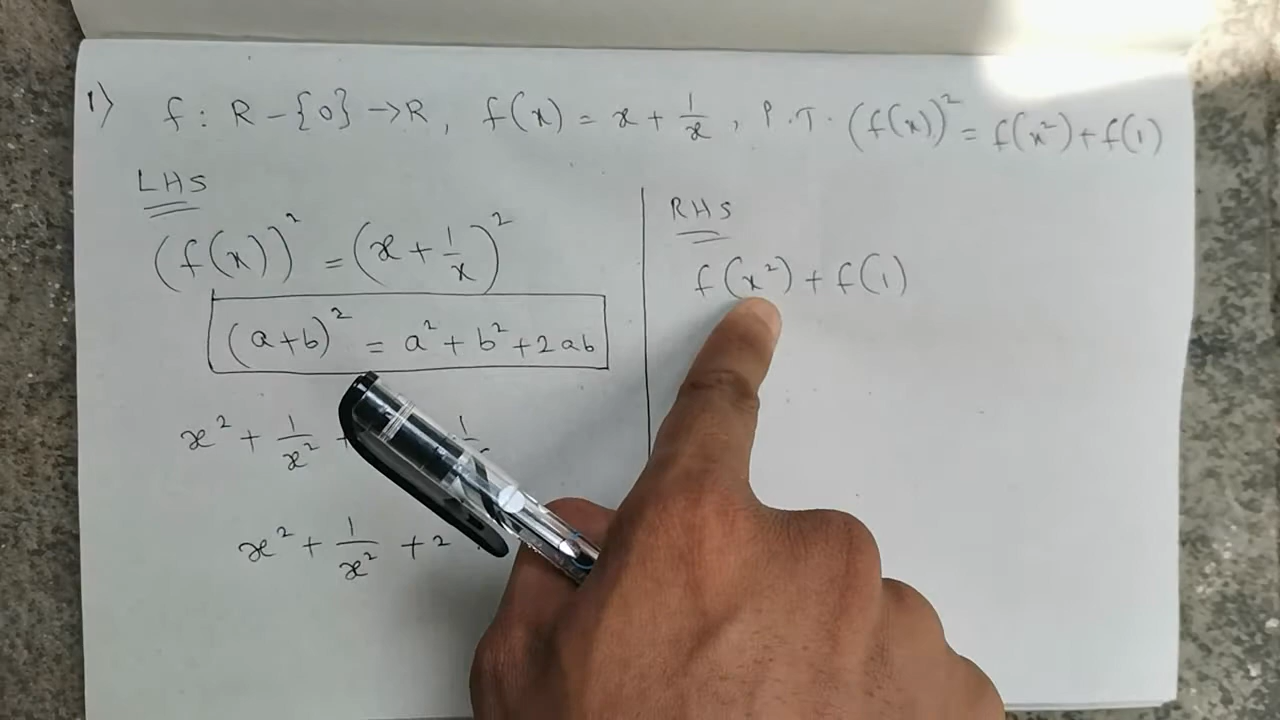 1) f : R - {0} → R, f(x) = x + 1/x, P.T. (f(x))² = f(x²) + f(1)
LHS
(f(x))² = (x + 1/x)²
(a+b)² = a² + b² + 2ab
x² + 1/x² +
x² + 1/x² + 2
RHS
f(x²) + f(1)